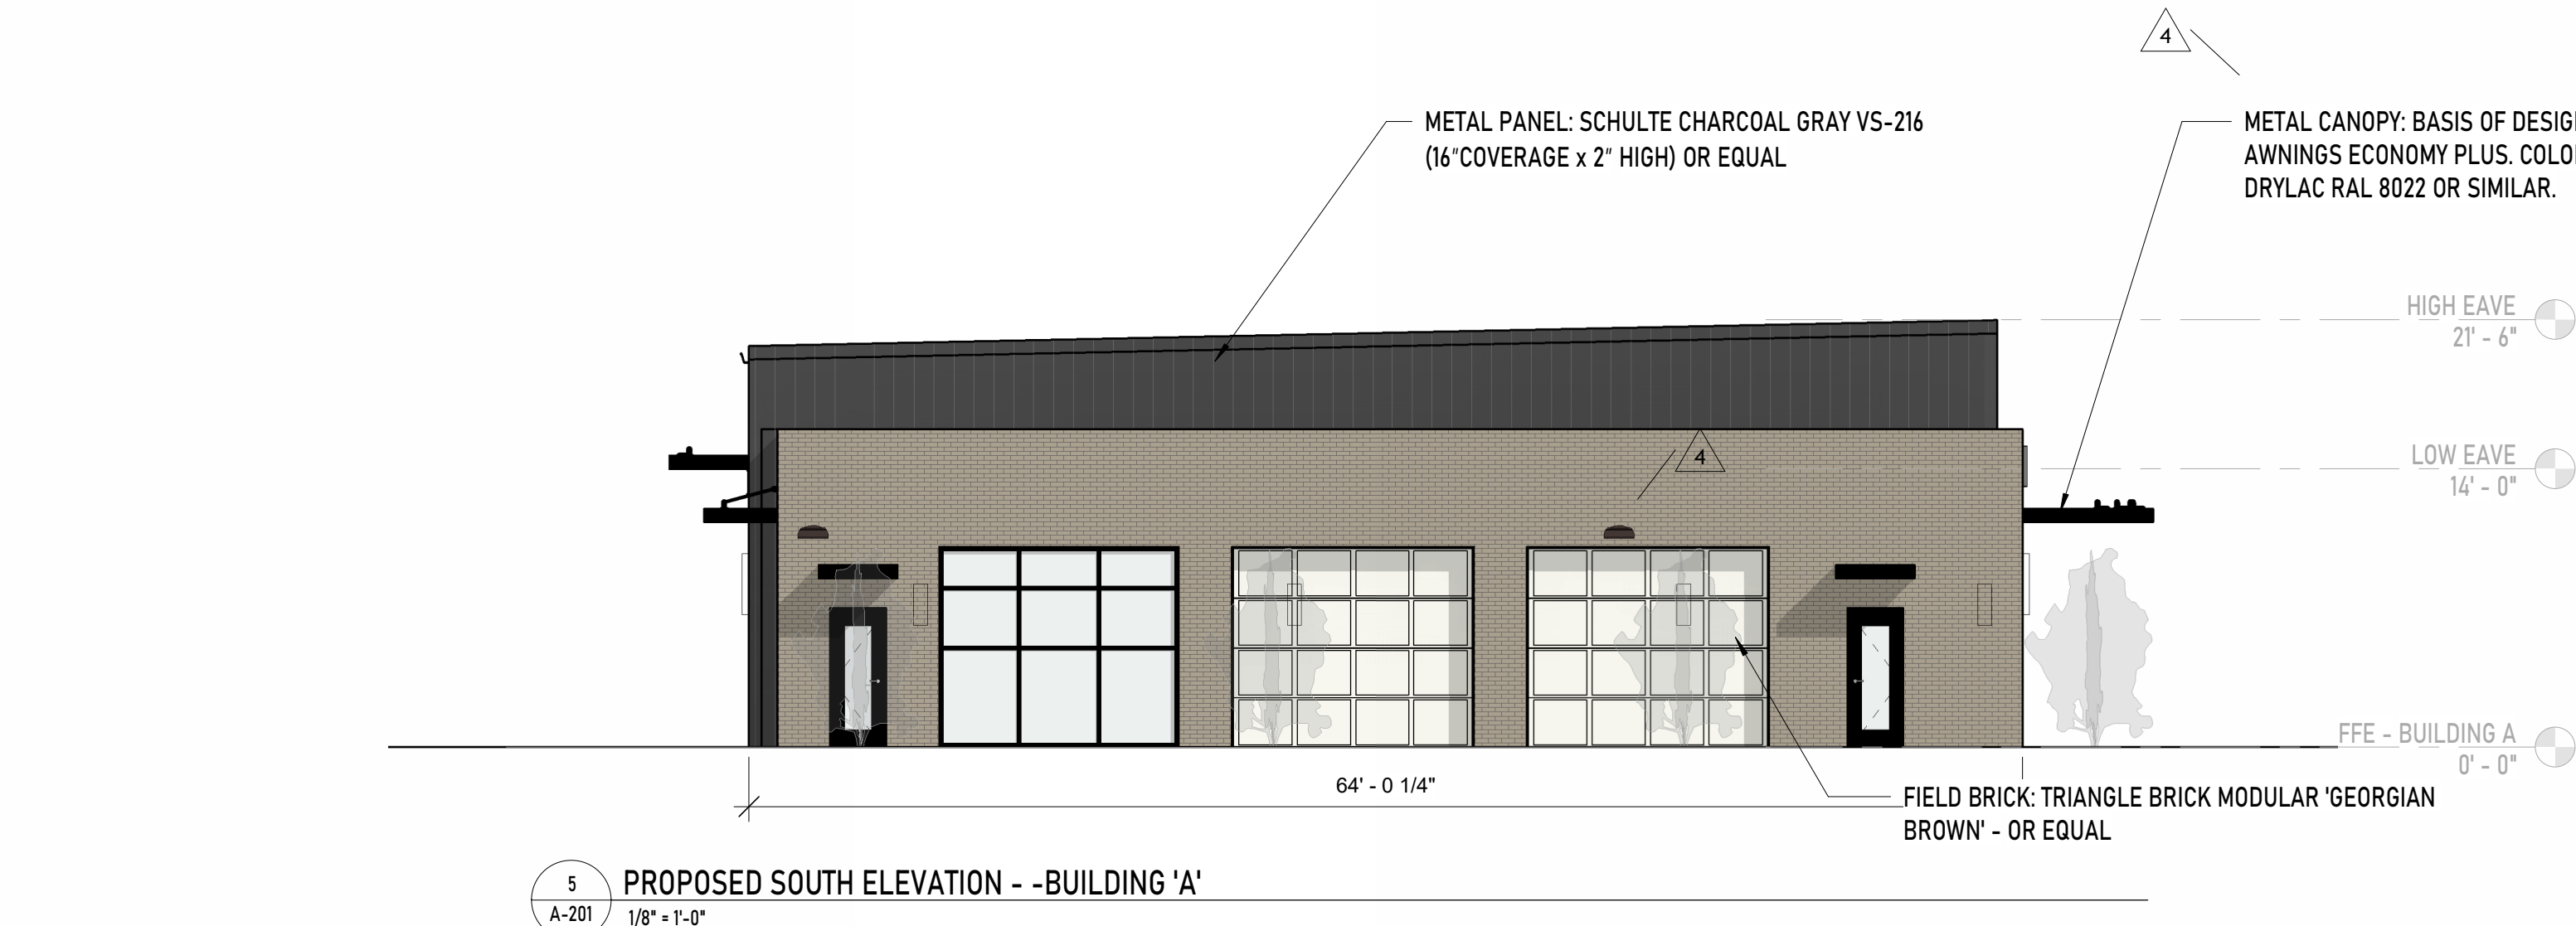 4
METAL PANEL: SCHULTE CHARCOAL GRAY VS-216
(16"COVERAGE x 2" HIGH) OR EQUAL
METAL CANOPY: BASIS OF DESIG
AWNINGS ECONOMY PLUS. COLO
DRYLAC RAL 8022 OR SIMILAR.
HIGH EAVE
21' - 6"
4
LOW EAVE
14' - 0"
FFE - BUILDING A
0' - 0"
64' - 0 1/4"
FIELD BRICK: TRIANGLE BRICK MODULAR 'GEORGIAN
BROWN' - OR EQUAL
5
A-201
PROPOSED SOUTH ELEVATION - -BUILDING 'A'
1/8" = 1'-0"